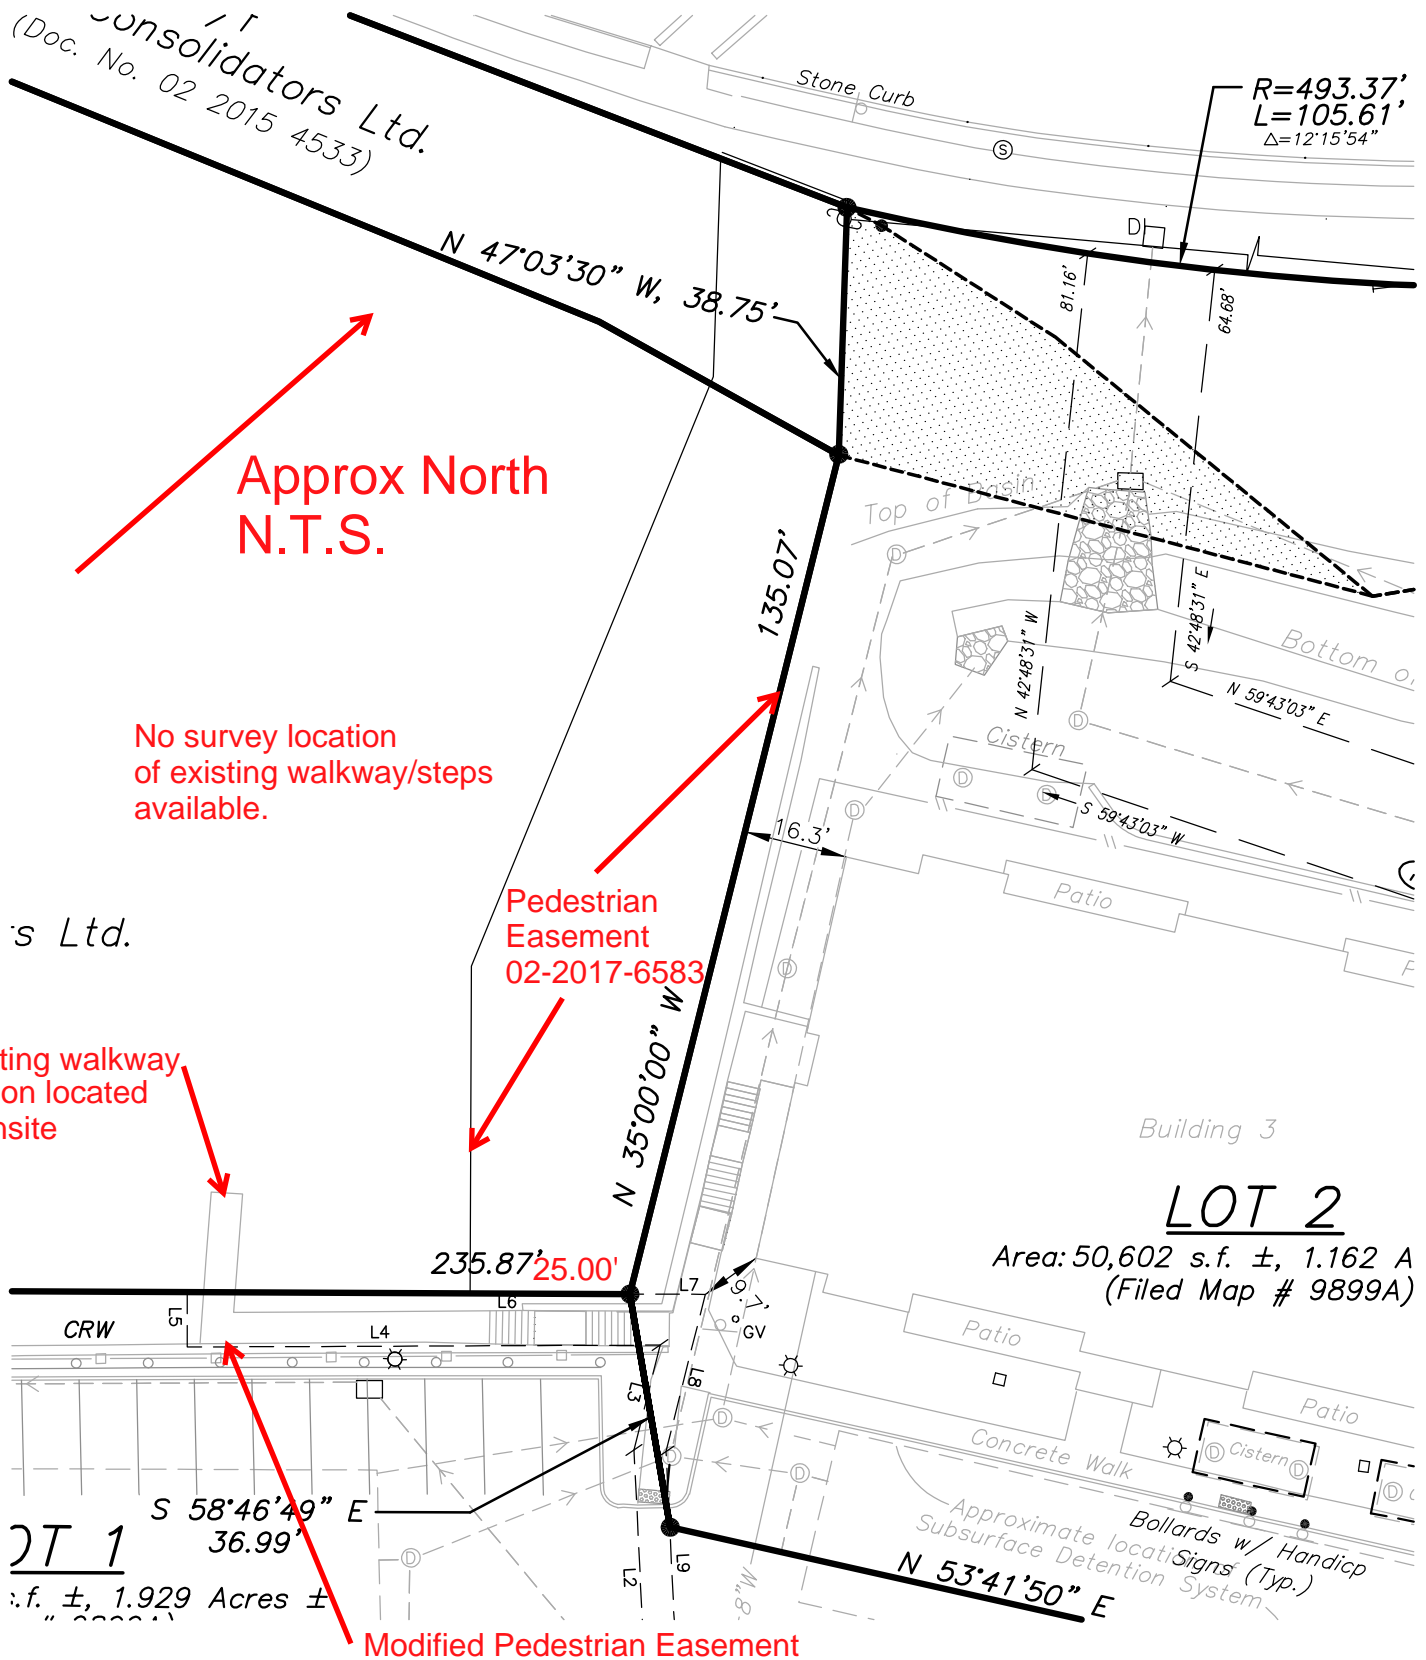 Consolidators Ltd.
(Doc. No. 02 2015 4533)
Stone Curb
R=493.37'
L=105.61'
Δ=12°15'54"
S
D
N 47°03'30" W, 38.75'
81.16'
64.68'
Approx North
N.T.S.
Top of Basin
D
135.07'
N 42°48'31" W
S 42°48'31" E
Bottom
N 59°43'03" E
D
No survey location
of existing walkway/steps
available.
Cistern
D
D
D
S 59°43'03" W
16.3'
Patio
Pedestrian
Easement
02-2017-6583
s Ltd.
D
N 35°00'00" W
ting walkway
on located
nsite
Building 3
LOT 2
Area: 50,602 s.f. ±, 1.162 A
(Filed Map # 9899A)
235.87'
25.00'
L7
9.7'
GV
L5
L6
CRW
L4
L3
L8
Patio
D
Patio
Concrete Walk
Cistern
D
D
D
D
D
S 58°46'49" E
36.99'
OT 1
s.f. ±, 1.929 Acres ±
D
L2
L9
Approximate location of
Subsurface Detention System
Bollards w/ Handicp
Signs (Typ.)
N 53°41'50" E
Modified Pedestrian Easement